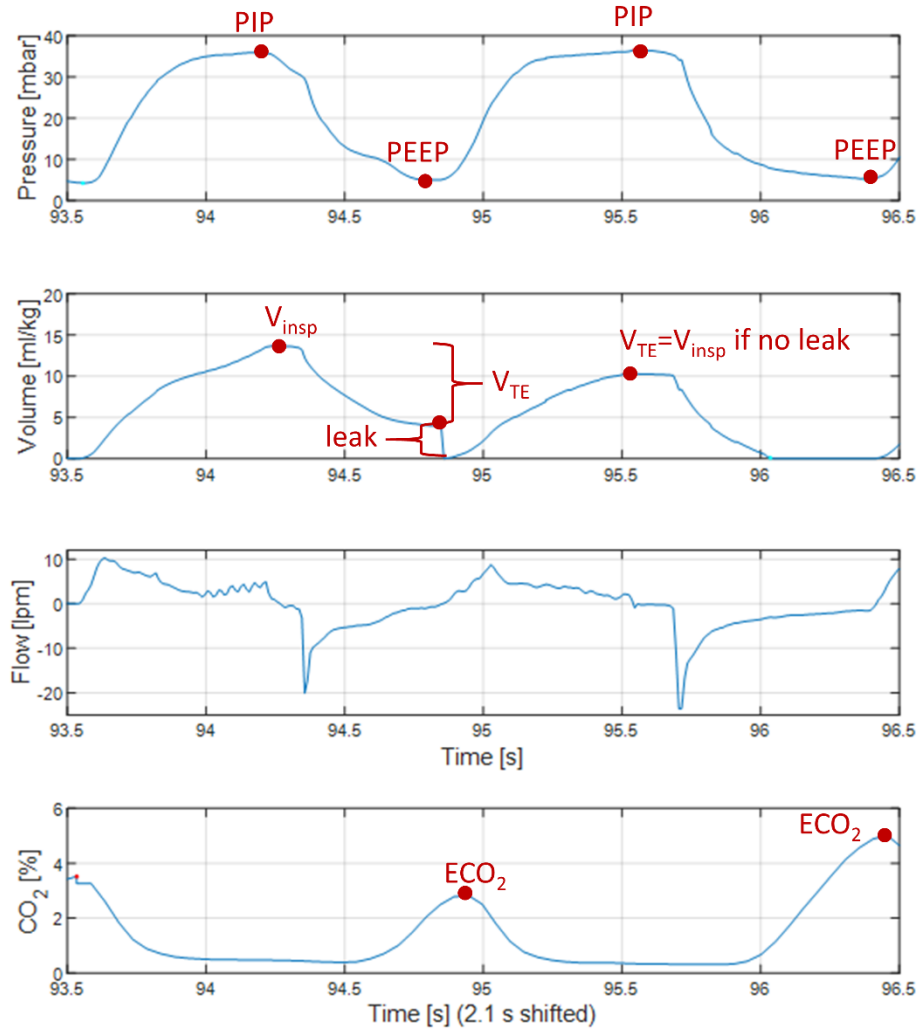 PIP
PIP
Pressure [mbar]
40
30
20
10
0
PEEP
PEEP
93.5 94 94.5 95 95.5 96 96.5
Volume [ml/kg]
20
15
10
5
0
Vinsp
VTE
leak
VTE=Vinsp if no leak
93.5 94 94.5 95 95.5 96 96.5
Flow [lpm]
10
0
-10
-20
93.5 94 94.5 95 95.5 96 96.5
Time [s]
CO2 [%]
6
4
2
0
ECO2
ECO2
93.5 94 94.5 95 95.5 96 96.5
Time [s] (2.1 s shifted)